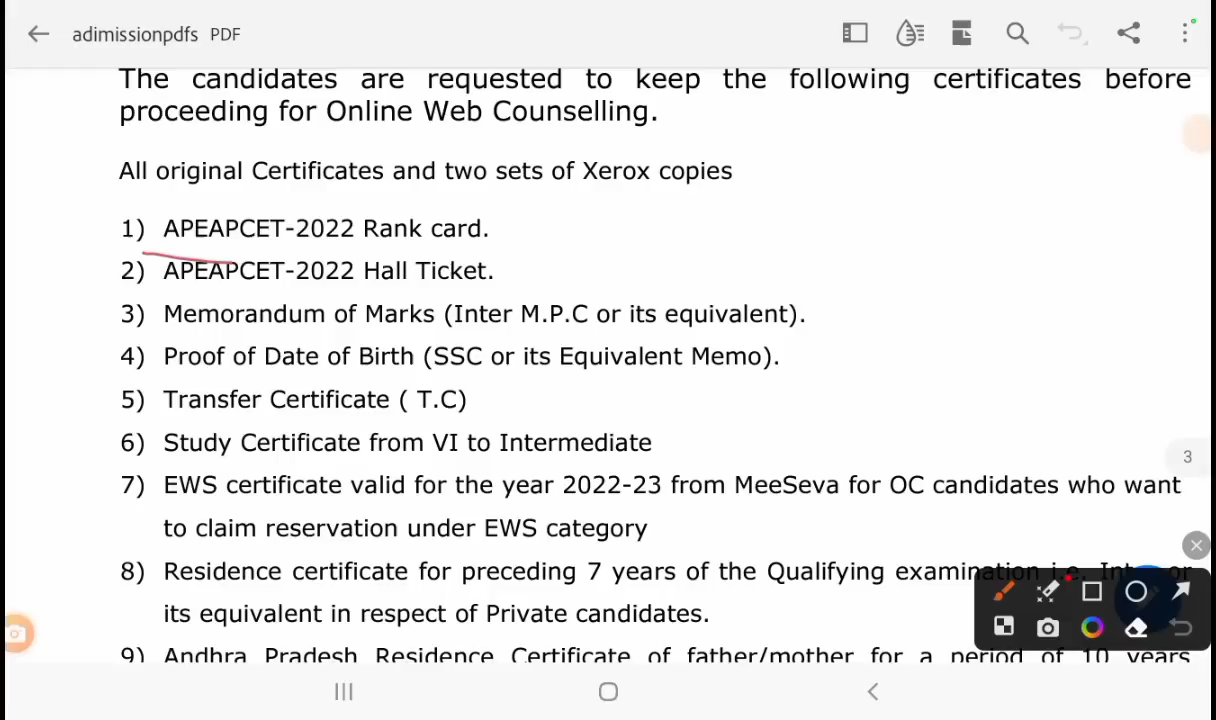 adimissionpdfs PDF
The candidates are requested to keep the following certificates before
proceeding for Online Web Counselling.
All original Certificates and two sets of Xerox copies
1) APEAPCET-2022 Rank card.
2) APEAPCET-2022 Hall Ticket.
3) Memorandum of Marks (Inter M.P.C or its equivalent).
4) Proof of Date of Birth (SSC or its Equivalent Memo).
5) Transfer Certificate ( T.C)
6) Study Certificate from VI to Intermediate
3
7) EWS certificate valid for the year 2022-23 from MeeSeva for OC candidates who want
to claim reservation under EWS category
8) Residence certificate for preceding 7 years of the Qualifying examination i.e. Inter or
its equivalent in respect of Private candidates.
9) Andhra Pradesh Residence Certificate of father/mother for a period of 10 years